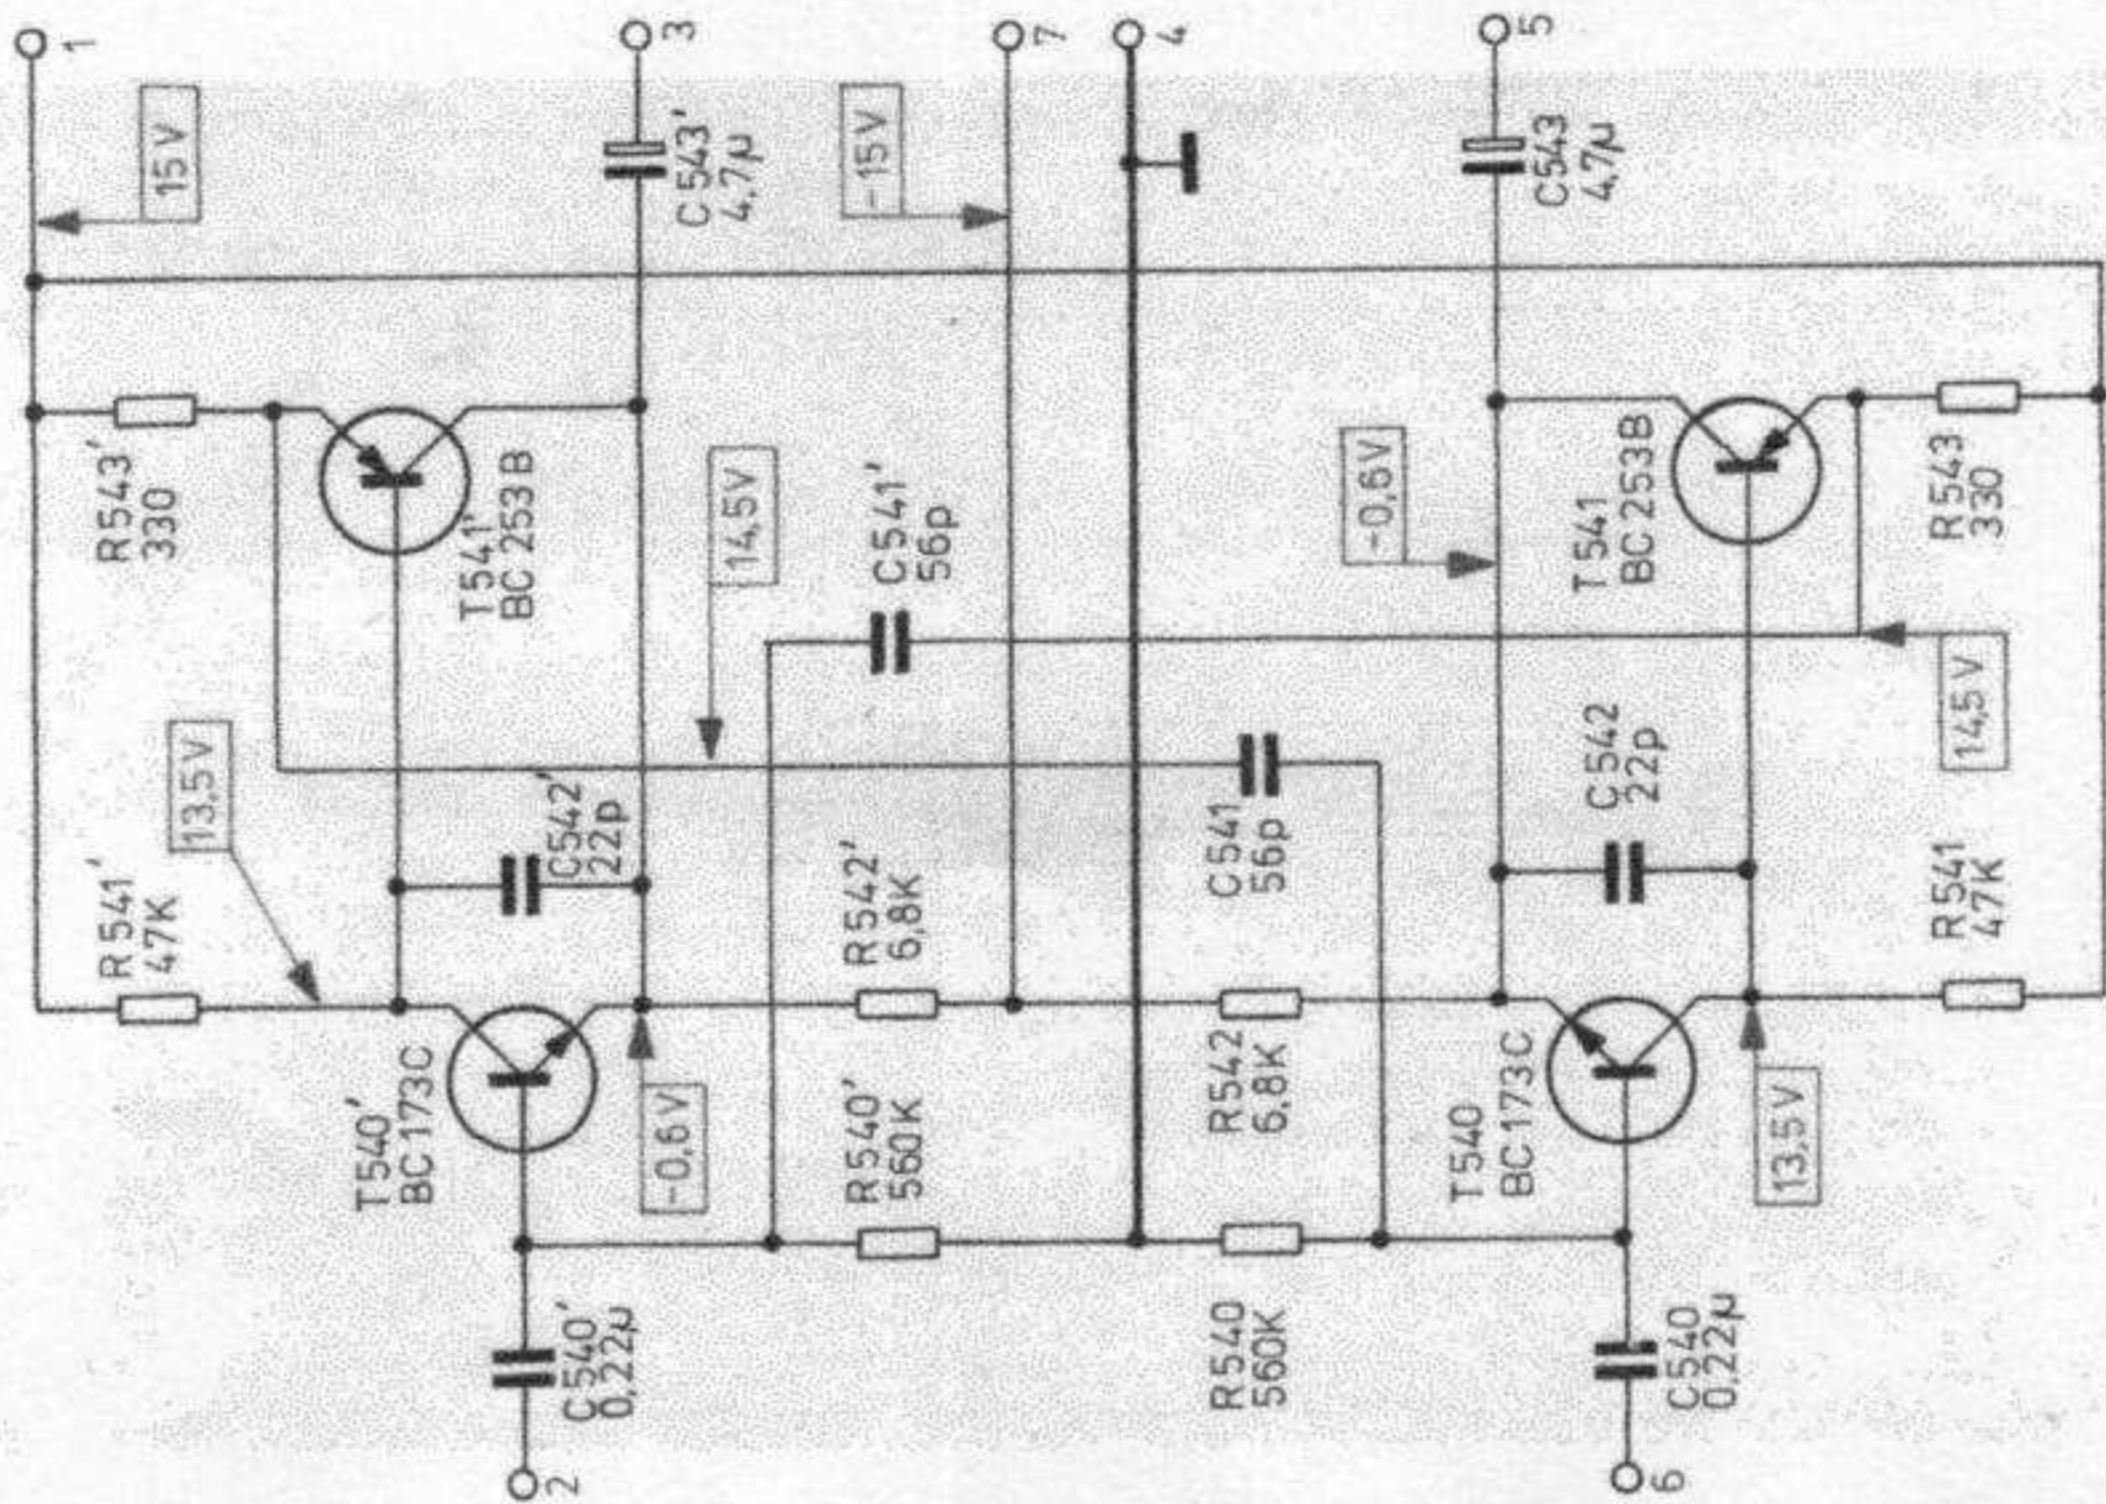 1
15V
3
C543′
4,7µ
-15V
7
4
5
C543
4,7µ
R543′
330
T541′
BC253B
14,5V
C541′
56p
-0,6V
T541
BC253B
R543
330
13,5V
R541′
47K
C542′
22p
R542′
6,8K
C541
56p
C542
22p
14,5V
R541
47K
T540′
BC173C
-0,6V
R540′
560K
R542
6,8K
T540
BC173C
13,5V
C540′
0,22µ
R540
560K
C540
0,22µ
2
6